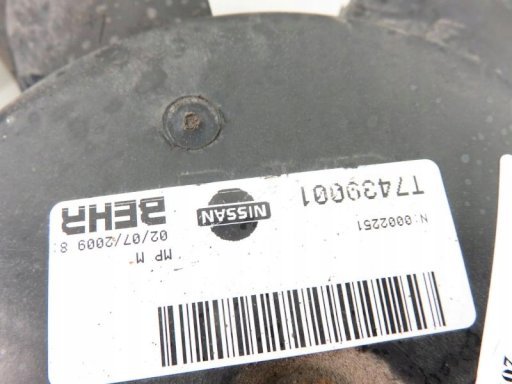 T7439001
NISSAN
BEHR
N.0002251
02/07/2009 8
MP M